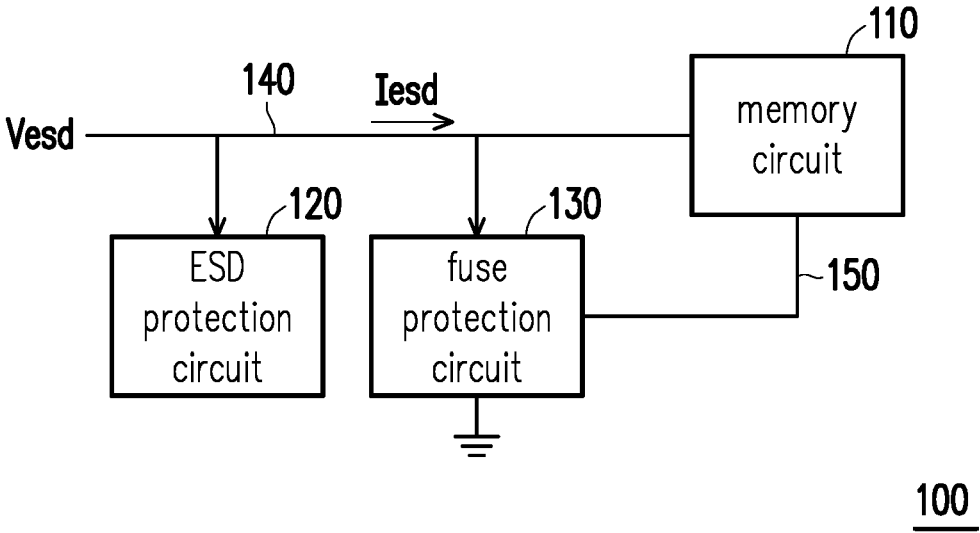 110
140
Iesd
Vesd
memory
circuit
120
130
150
ESD
protection
circuit
fuse
protection
circuit
100